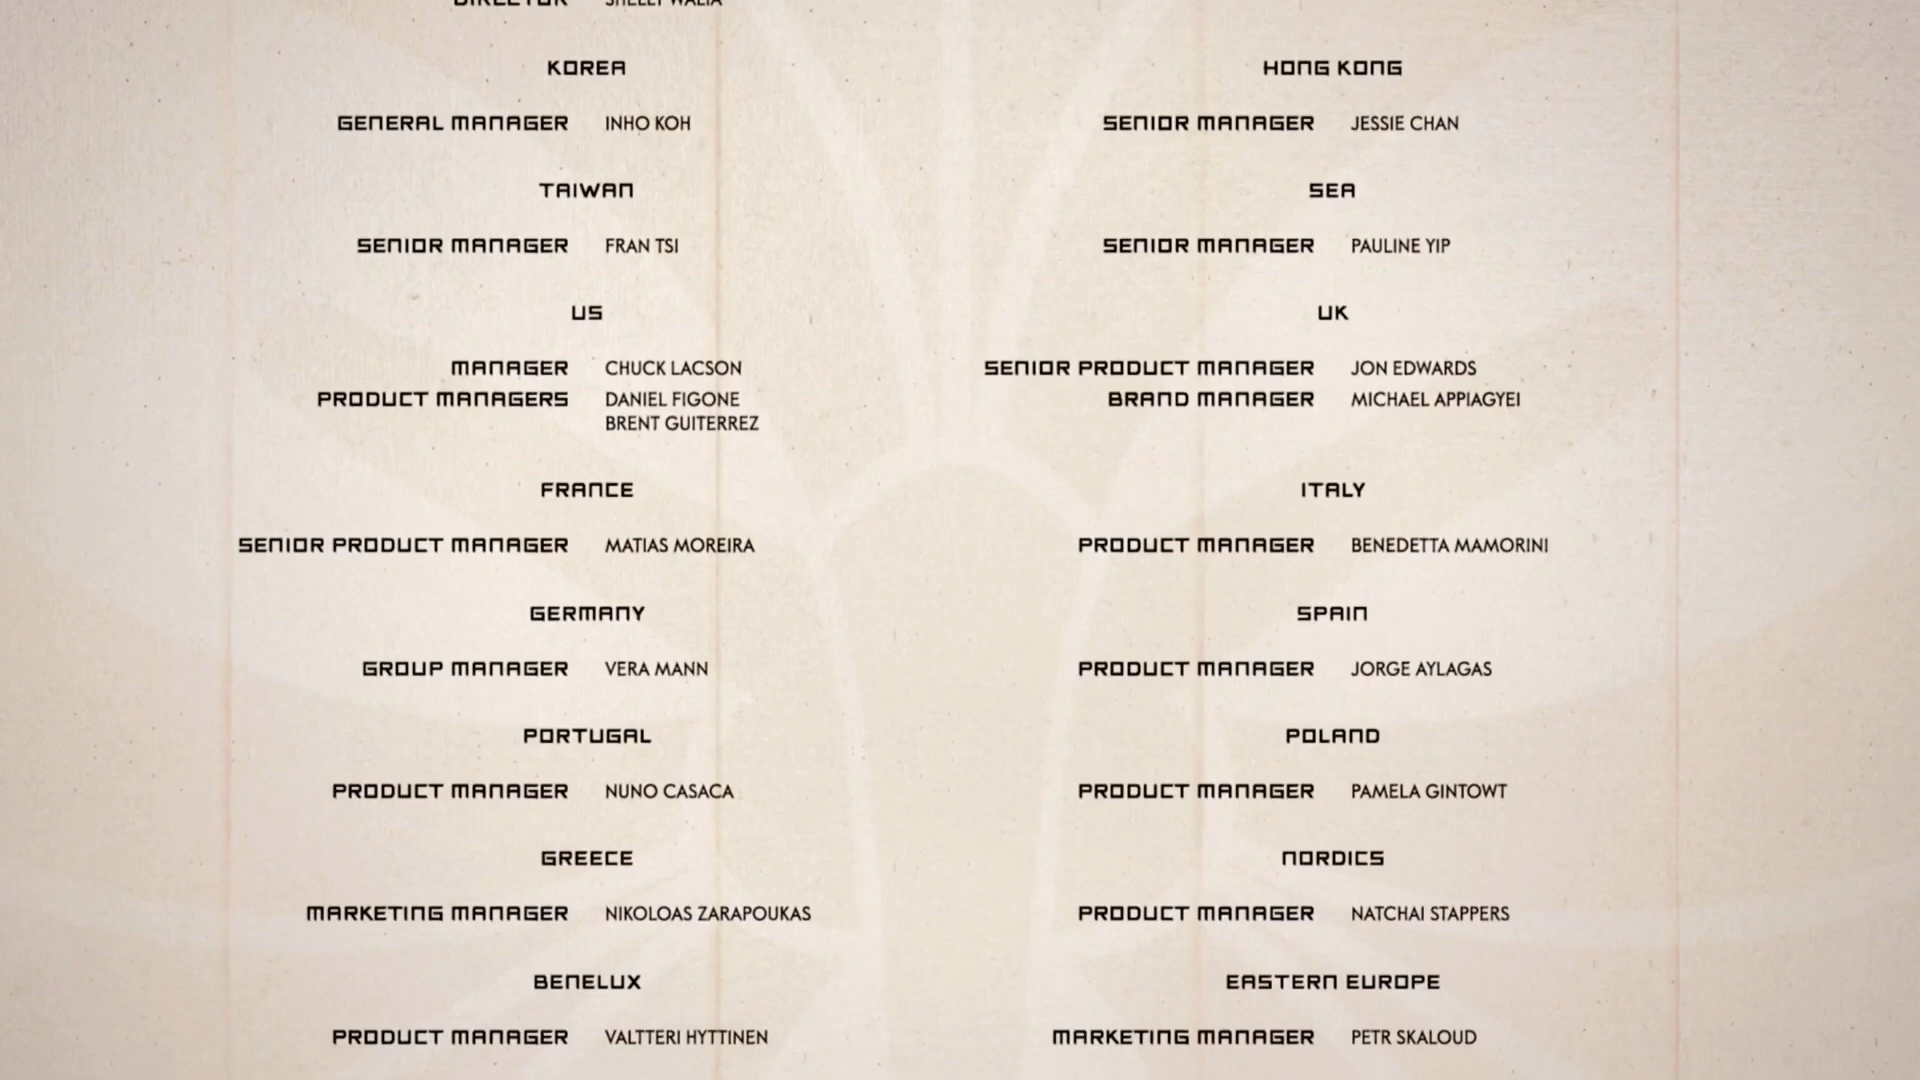 DIRECTOR SHELLY WALIA
KOREA
GENERAL MANAGER INHO KOH
HONG KONG
SENIOR MANAGER JESSIE CHAN
TAIWAN
SENIOR MANAGER FRAN TSI
SEA
SENIOR MANAGER PAULINE YIP
US
MANAGER CHUCK LACSON
PRODUCT MANAGERS DANIEL FIGONE
BRENT GUITERREZ
UK
SENIOR PRODUCT MANAGER JON EDWARDS
BRAND MANAGER MICHAEL APPIAGYEI
FRANCE
SENIOR PRODUCT MANAGER MATIAS MOREIRA
ITALY
PRODUCT MANAGER BENEDETTA MAMORINI
GERMANY
GROUP MANAGER VERA MANN
SPAIN
PRODUCT MANAGER JORGE AYLAGAS
PORTUGAL
PRODUCT MANAGER NUNO CASACA
POLAND
PRODUCT MANAGER PAMELA GINTOWT
GREECE
MARKETING MANAGER NIKOLOAS ZARAPOUKAS
NORDICS
PRODUCT MANAGER NATCHAI STAPPERS
BENELUX
PRODUCT MANAGER VALTTERI HYTTINEN
EASTERN EUROPE
MARKETING MANAGER PETR SKALOUD